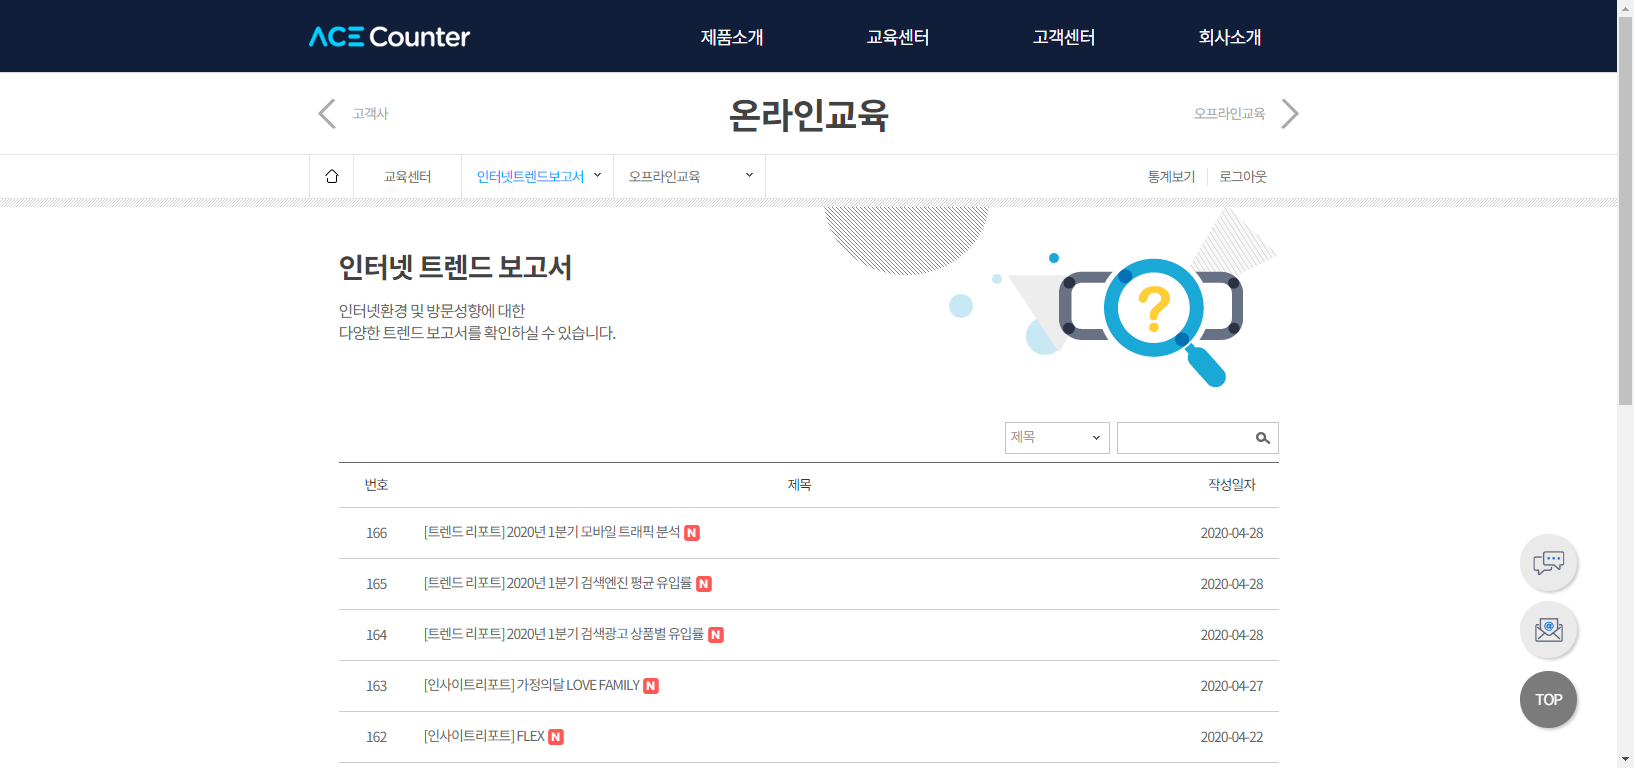 ACE Counter
제품소개
교육센터
고객센터
회사소개
고객사
온라인교육
오프라인교육
교육센터
인터넷트렌드보고서
오프라인교육
통계보기
로그아웃
인터넷 트렌드 보고서
인터넷환경 및 방문성향에 대한
다양한 트렌드 보고서를 확인하실 수 있습니다.
?
제목
번호 제목 작성일자
166 [트렌드 리포트] 2020년 1분기 모바일 트래픽 분석 N 2020-04-28
165 [트렌드 리포트] 2020년 1분기 검색엔진 평균 유입률 N 2020-04-28
164 [트렌드 리포트] 2020년 1분기 검색광고 상품별 유입률 N 2020-04-28
163 [인사이트리포트] 가정의달 LOVE FAMILY N 2020-04-27
162 [인사이트리포트] FLEX N 2020-04-22
@
TOP